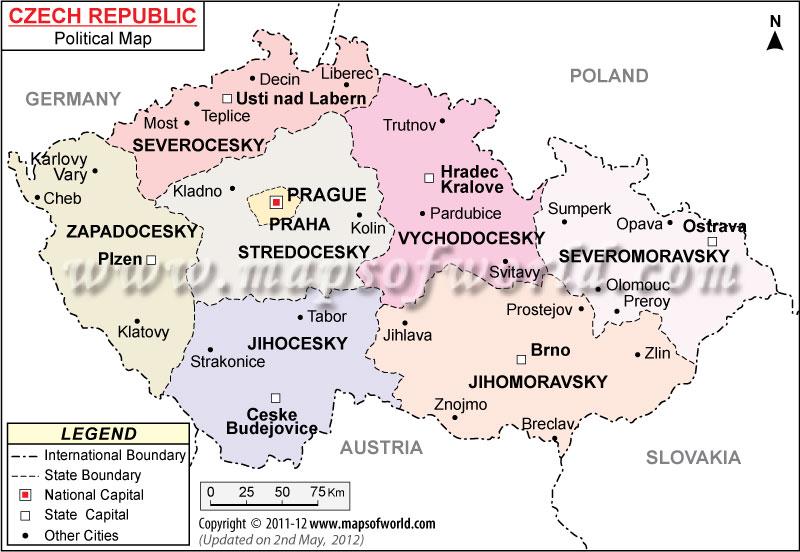 CZECH REPUBLIC
Political Map
N
GERMANY
POLAND
Decin
Liberec
Usti nad Labern
Teplice
Most
SEVEROCESKY
Trutnov
Karlovy
Vary
Cheb
Kladno
PRAGUE
PRAHA
Kolin
STREDOCESKY
Hradec
Kralove
Pardubice
VYCHODOCESKY
Svitavy
ZAPADOCESKY
Plzen
Klatovy
Sumperk
Opava
Ostrava
SEVEROMORAVSKY
Olomouc
Preroy
Prostejov
www.mapsofworld.com
Tabor
JIHOCESKY
Strakonice
Ceske
Budejovice
Jihlava
Brno
Zlin
JIHOMORAVSKY
Znojmo
Breclav
AUSTRIA
SLOVAKIA
LEGEND
International Boundary
State Boundary
National Capital
State Capital
Other Cities
0 25 50 75 Km
Copyright © 2011-12 www.mapsofworld.com
(Updated on 2nd May, 2012)